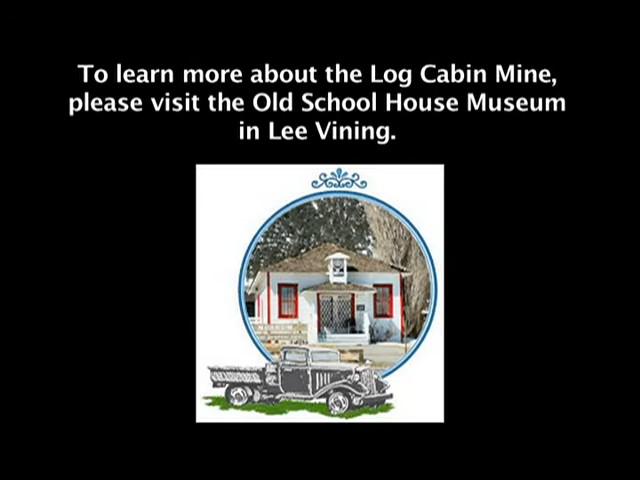 To learn more about the Log Cabin Mine,
please visit the Old School House Museum
in Lee Vining.